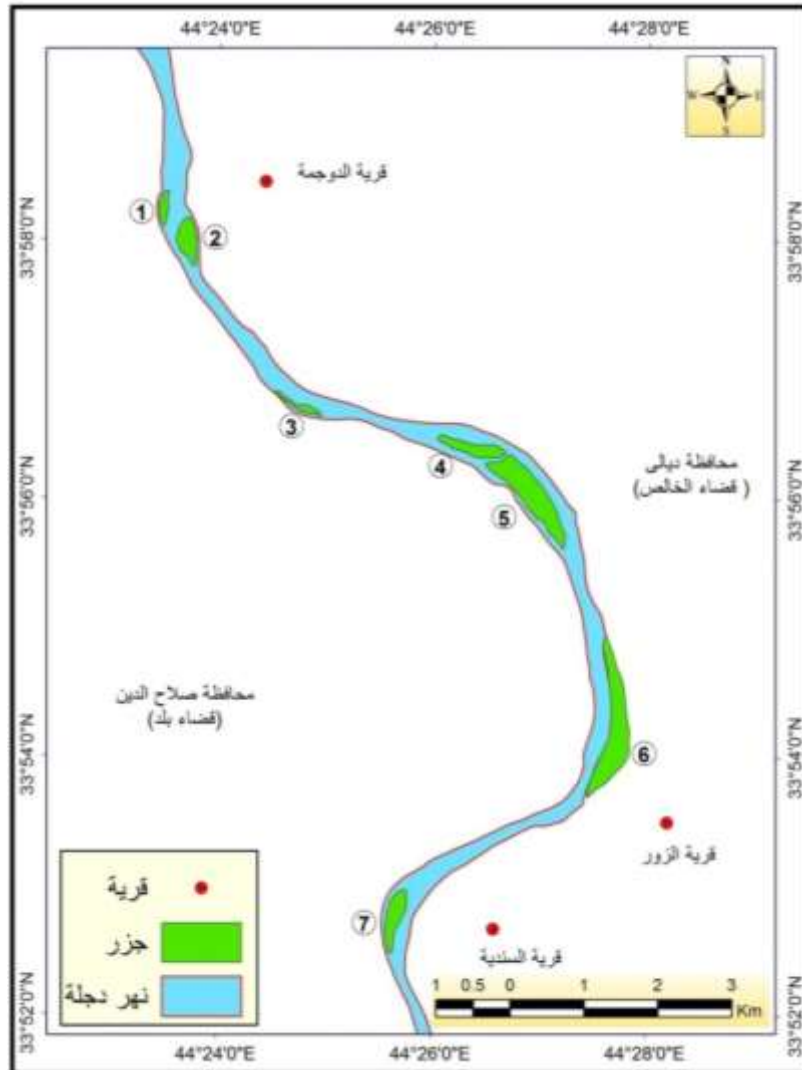 44°24'0"E
44°26'0"E
44°28'0"E
N
W
E
S
قرية الدوجمة
1
2
33°58'0"N
33°58'0"N
3
4
محافظة ديالى
( قضاء الخالص)
5
33°56'0"N
33°56'0"N
محافظة صلاح الدين
(قضاء بلد)
6
33°54'0"N
33°54'0"N
قرية الزور
قرية
7
جزر
قرية السندية
نهر دجلة
1 0.5 0 1 2 3
Km
33°52'0"N
33°52'0"N
44°24'0"E
44°26'0"E
44°28'0"E